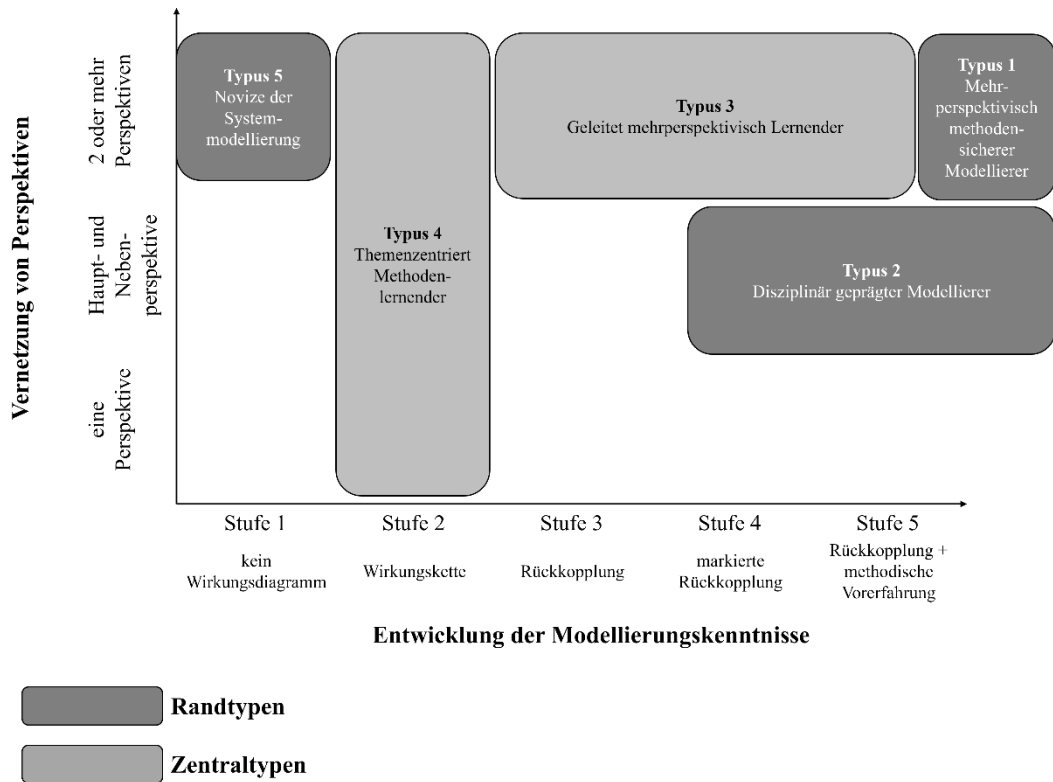 Vernetzung von Perspektiven
2 oder mehr
Perspektiven
Haupt- und
Neben-
perspektive
eine
Perspektive
Typus 5
Novize der
System-
modellierung
Typus 4
Themenzentriert
Methoden-
lernender
Typus 3
Geleitet mehrperspektivisch Lernender
Typus 1
Mehr-
perspektivisch
methoden-
sicherer
Modellierer
Typus 2
Disziplinär geprägter Modellierer
Stufe 1
kein
Wirkungsdiagramm
Stufe 2
Wirkungskette
Stufe 3
Rückkopplung
Stufe 4
markierte
Rückkopplung
Stufe 5
Rückkopplung +
methodische
Vorerfahrung
Entwicklung der Modellierungskenntnisse
Randtypen
Zentraltypen